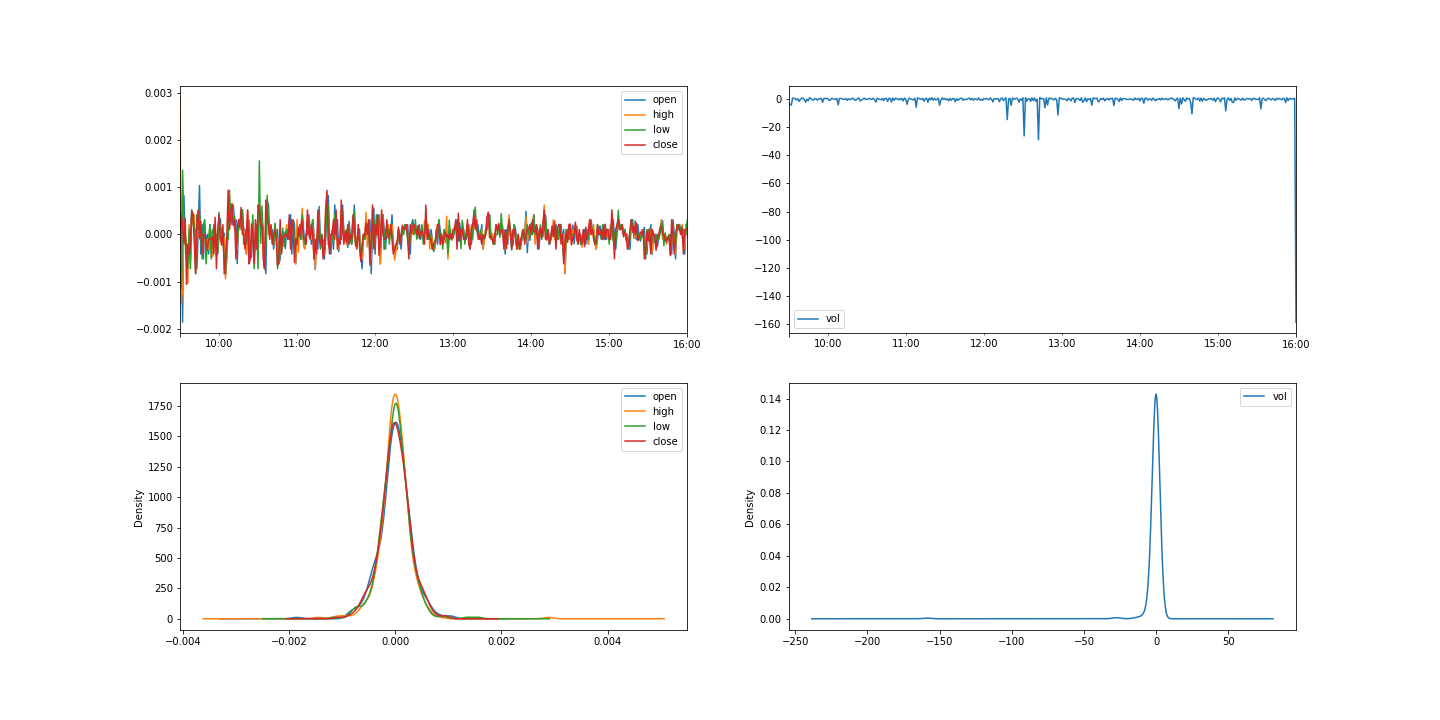 0.003
0.002
0.001
0.000
−0.001
−0.002
open
high
low
close
10:00 11:00 12:00 13:00 14:00 15:00 16:00
0
−20
−40
−60
−80
−100
−120
−140
−160
vol
10:00 11:00 12:00 13:00 14:00 15:00 16:00
Density
1750
1500
1250
1000
750
500
250
0
open
high
low
close
−0.004 −0.002 0.000 0.002 0.004
Density
0.14
0.12
0.10
0.08
0.06
0.04
0.02
0.00
vol
−250 −200 −150 −100 −50 0 50